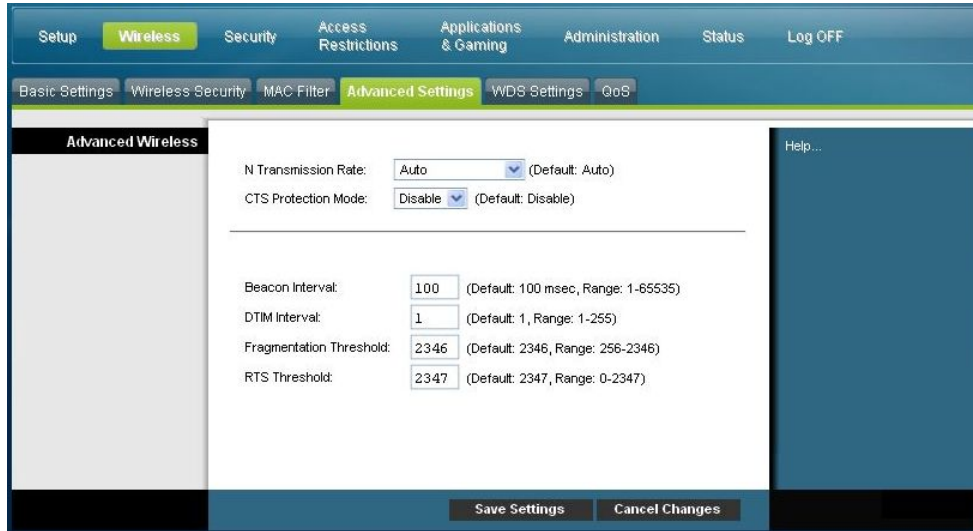 Setup Wireless Security Access Restrictions Applications & Gaming Administration Status Log OFF
Basic Settings Wireless Security MAC Filter Advanced Settings WDS Settings QoS
Advanced Wireless
Help...
N Transmission Rate: Auto (Default: Auto)
CTS Protection Mode: Disable (Default: Disable)
Beacon Interval: 100 (Default: 100 msec, Range: 1-65535)
DTIM Interval: 1 (Default: 1, Range: 1-255)
Fragmentation Threshold: 2346 (Default: 2346, Range: 256-2346)
RTS Threshold: 2347 (Default: 2347, Range: 0-2347)
Save Settings Cancel Changes